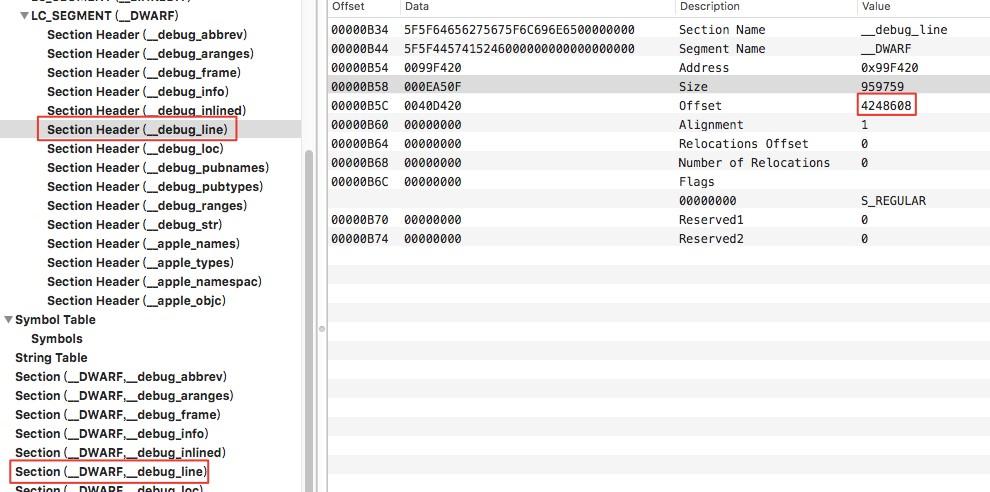 LC_SEGMENT (__DWARF)
Section Header (__debug_abbrev)
Section Header (__debug_aranges)
Section Header (__debug_frame)
Section Header (__debug_info)
Section Header (__debug_inlined)
Section Header (__debug_line)
Section Header (__debug_loc)
Section Header (__debug_pubnames)
Section Header (__debug_pubtypes)
Section Header (__debug_ranges)
Section Header (__debug_str)
Section Header (__apple_names)
Section Header (__apple_types)
Section Header (__apple_namespac)
Section Header (__apple_objc)
Symbol Table
Symbols
String Table
Section (__DWARF,__debug_abbrev)
Section (__DWARF,__debug_aranges)
Section (__DWARF,__debug_frame)
Section (__DWARF,__debug_info)
Section (__DWARF,__debug_inlined)
Section (__DWARF,__debug_line)
Section (__DWARF,__debug_loc)
Offset Data Description Value
00000B34 5F5F64656275675F6C696E6500000000 Section Name __debug_line
00000B44 5F5F4457415246000000000000000000 Segment Name __DWARF
00000B54 0099F420 Address 0x99F420
00000B58 000EA50F Size 959759
00000B5C 0040D420 Offset 4248608
00000B60 00000000 Alignment 1
00000B64 00000000 Relocations Offset 0
00000B68 00000000 Number of Relocations 0
00000B6C 00000000 Flags
00000000 S_REGULAR
00000B70 00000000 Reserved1 0
00000B74 00000000 Reserved2 0